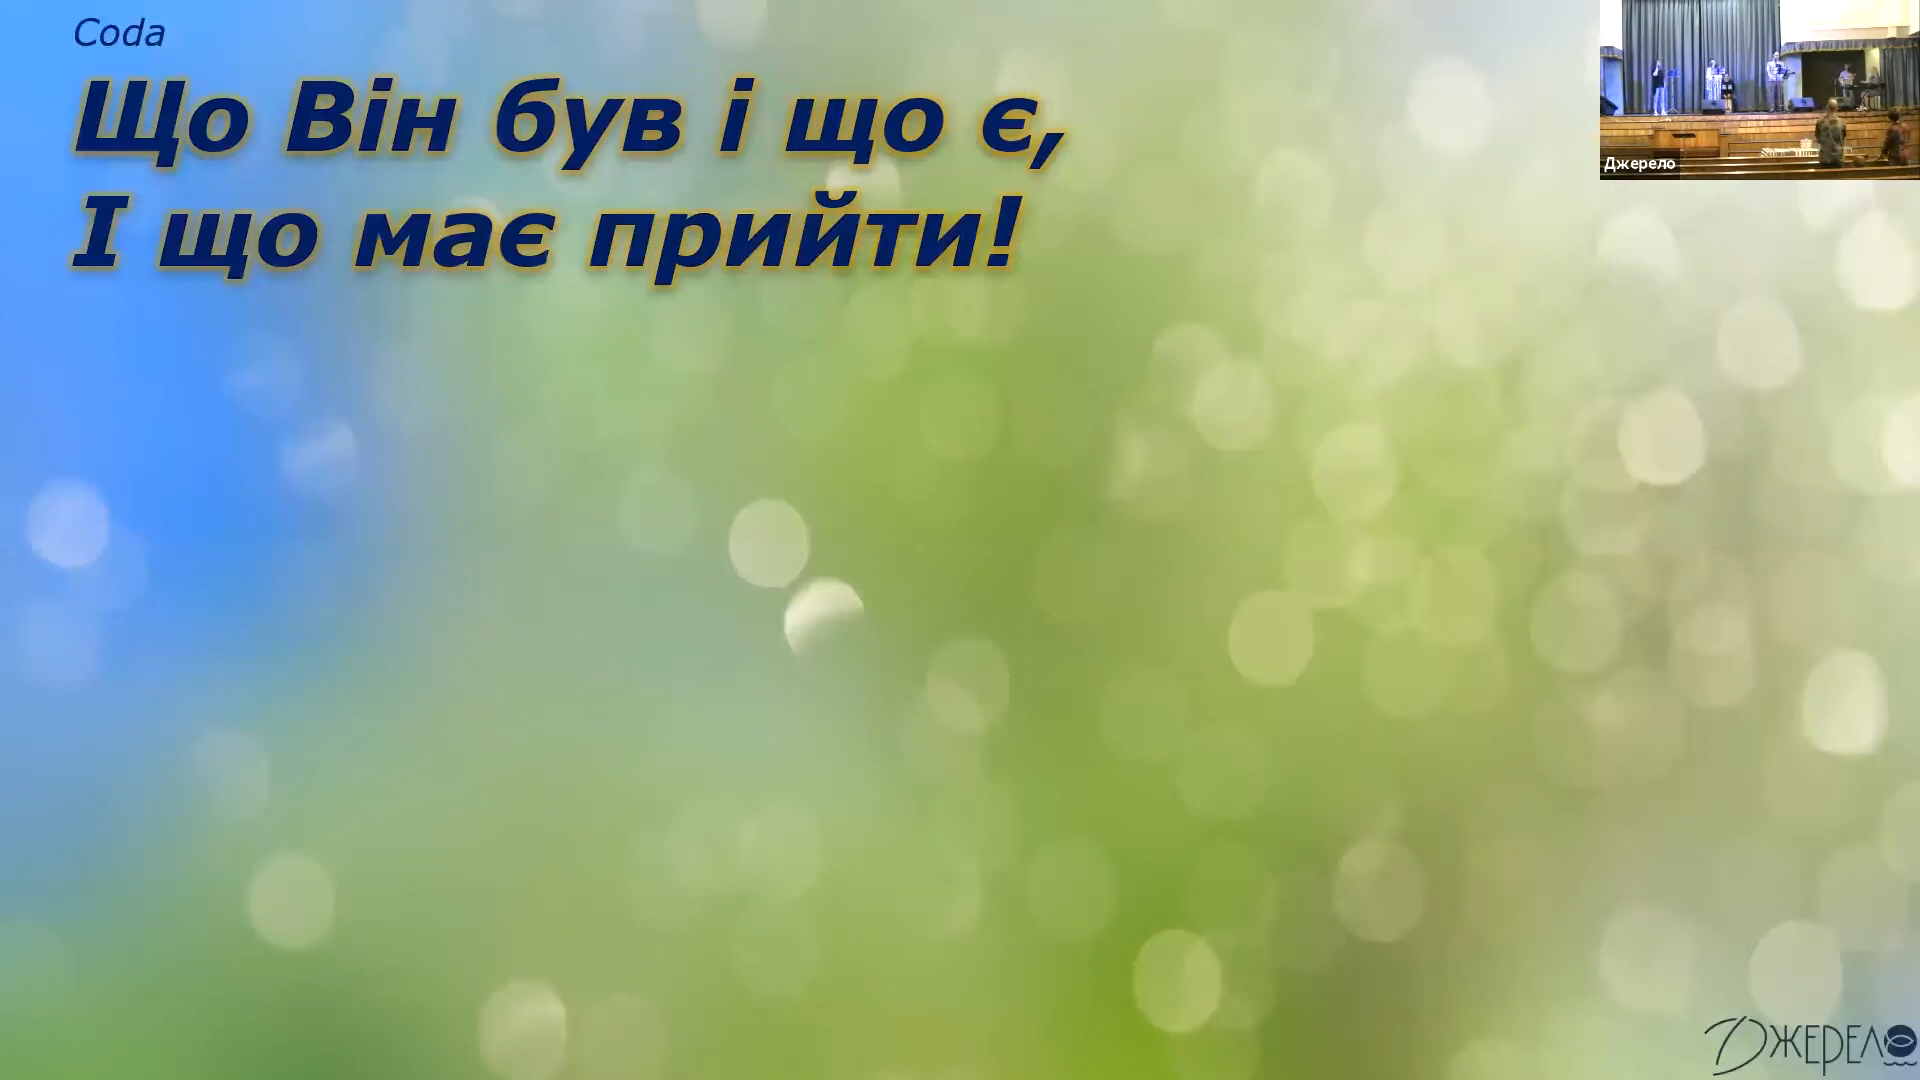 Coda
Що Він був і що є,
І що має прийти!
Джерело
Джерело